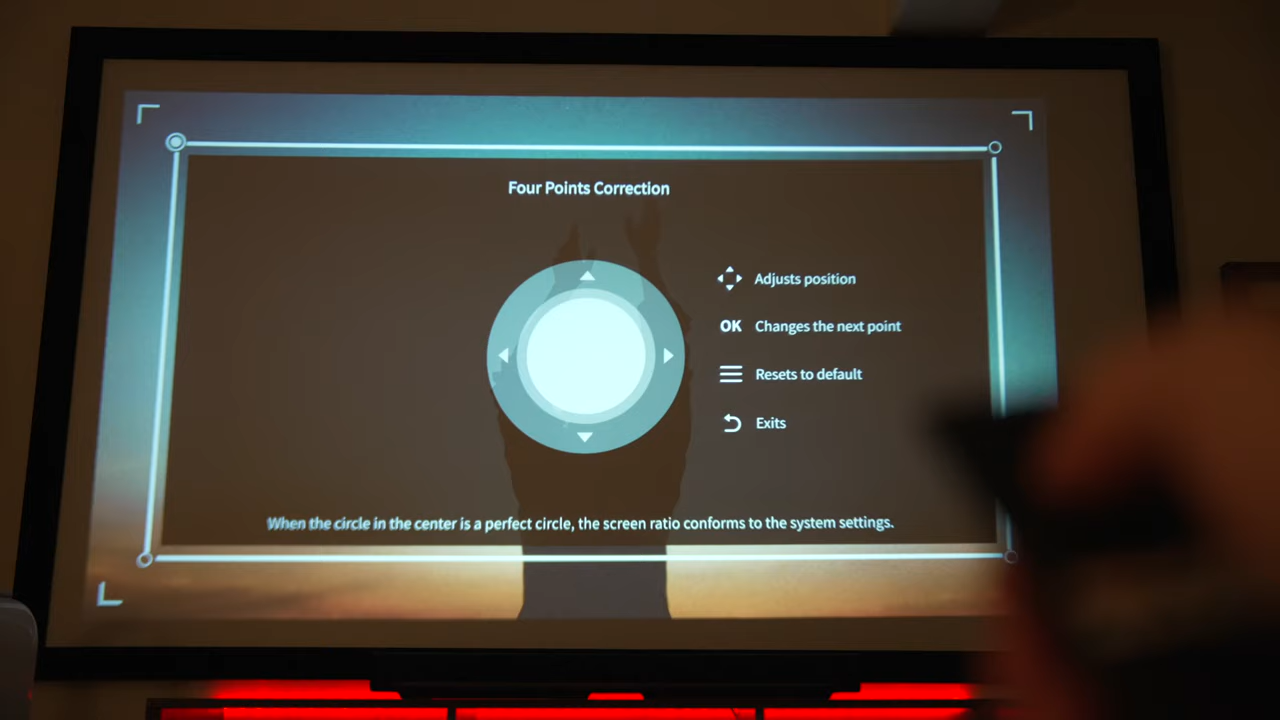 Four Points Correction
Adjusts position
OK Changes the next point
Resets to default
Exits
When the circle in the center is a perfect circle, the screen ratio conforms to the system settings.